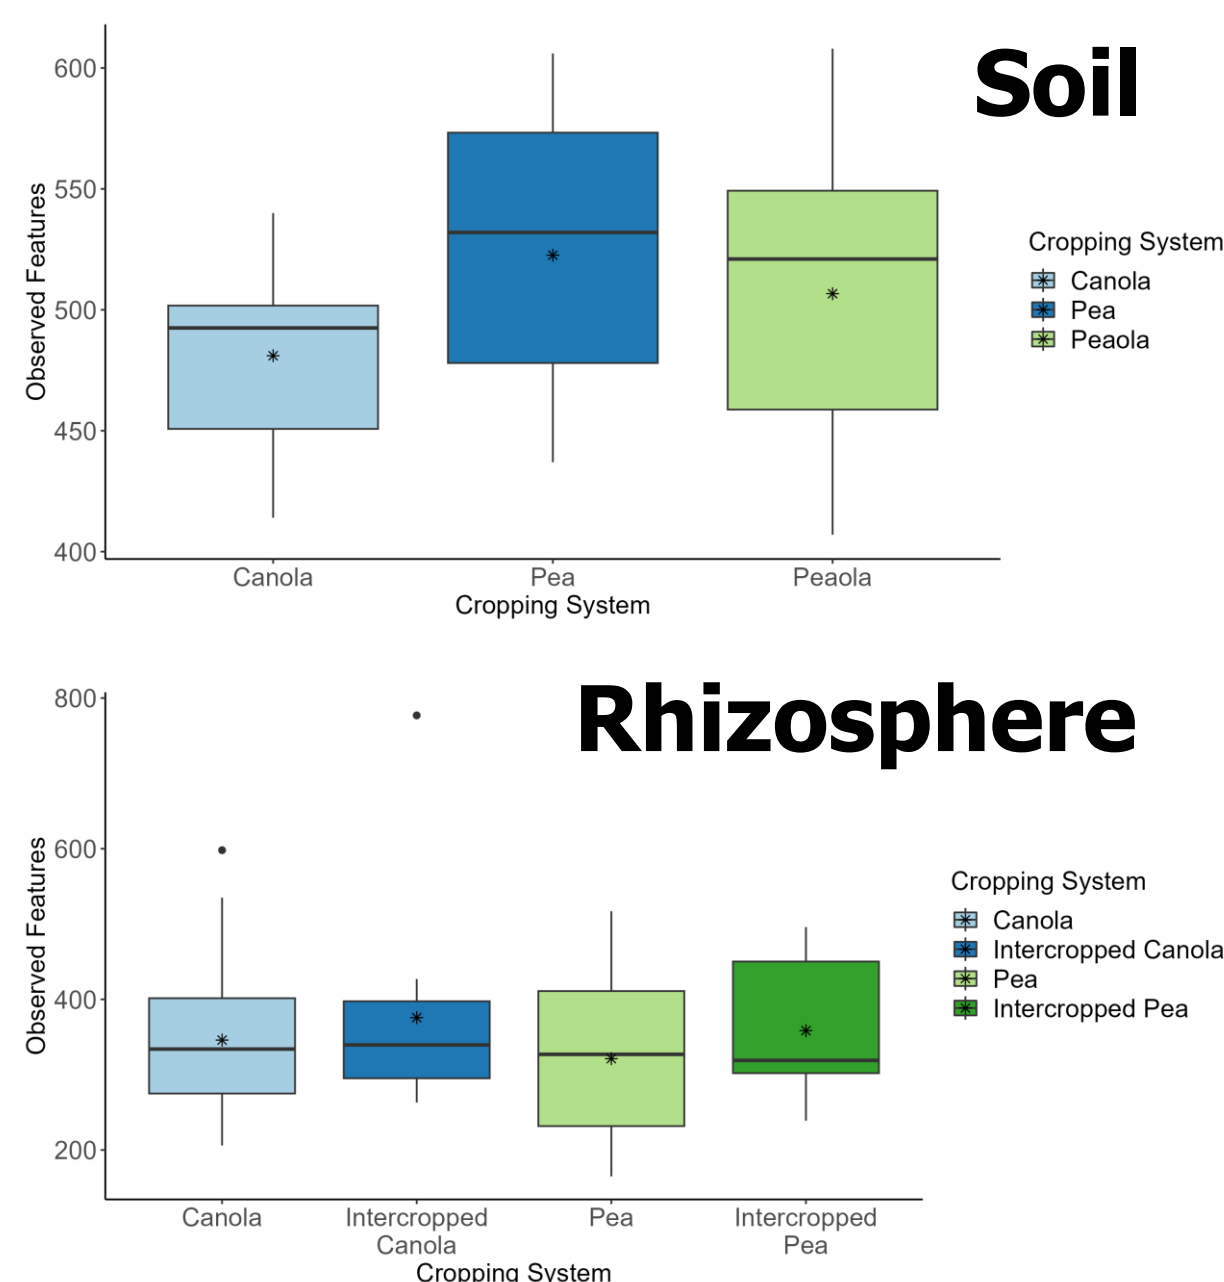 Soil
Observed Features
600
550
500
450
400
Canola
Pea
Peaola
Cropping System
Cropping System
Canola
Pea
Peaola
Rhizosphere
Observed Features
800
600
400
200
Canola
Intercropped
Canola
Pea
Intercropped
Pea
Cropping System
Cropping System
Canola
Intercropped Canola
Pea
Intercropped Pea